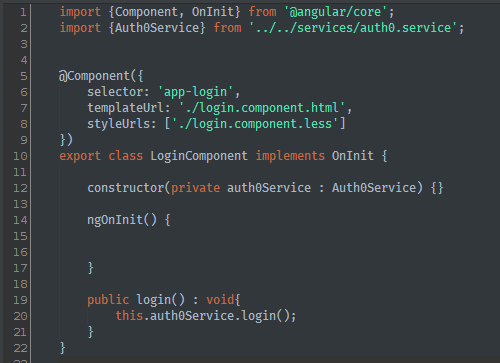 1 import {Component, OnInit} from '@angular/core';
2 import {Auth0Service} from '../../services/auth0.service';
3
4
5 @Component({
6 selector: 'app-login',
7 templateUrl: './login.component.html',
8 styleUrls: ['./login.component.less']
9 })
10 export class LoginComponent implements OnInit {
11
12 constructor(private auth0Service : Auth0Service) {}
13
14 ngOnInit() {
15
16
17 }
18
19 public login() : void{
20 this.auth0Service.login();
21 }
22 }